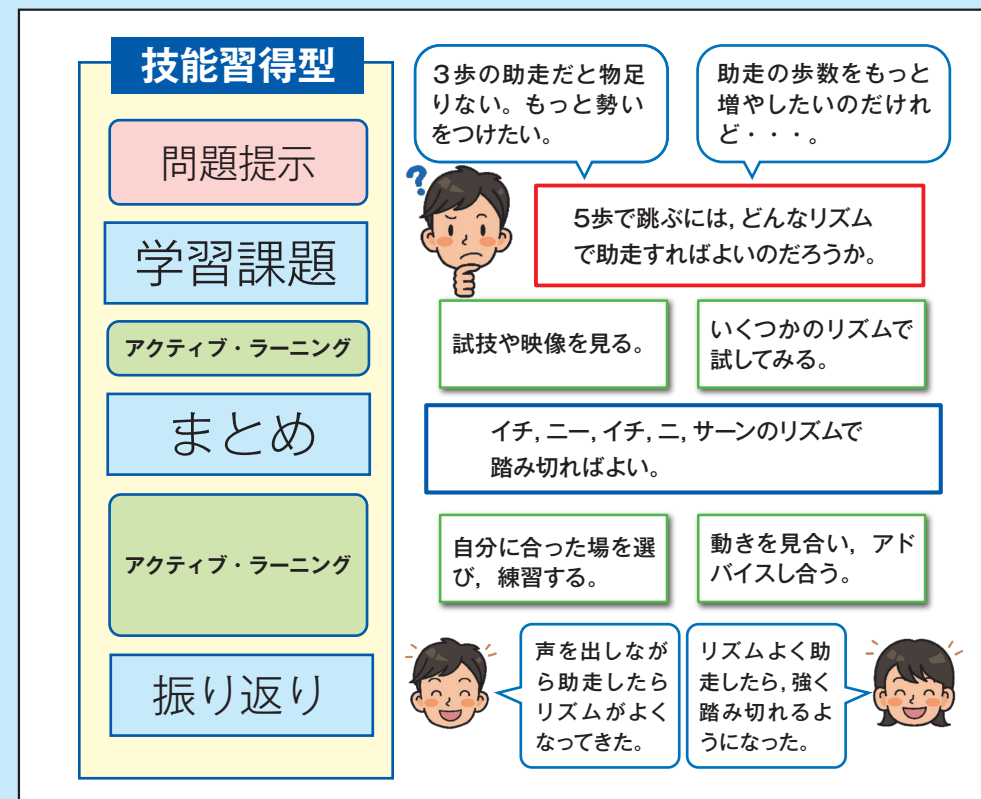 技能習得型
3歩の助走だと物足
りない。もっと勢い
をつけたい。
助走の歩数をもっと
増やしたいのだけれ
ど・・・。
問題提示
?
5歩で跳ぶには，どんなリズム
で助走すればよいのだろうか。
学習課題
試技や映像を見る。
いくつかのリズムで
試してみる。
アクティブ・ラーニング
まとめ
イチ，ニー，イチ，ニ，サーンのリズムで
踏み切ればよい。
アクティブ・ラーニング
自分に合った場を選
び，練習する。
動きを見合い，アド
バイスし合う。
振り返り
声を出しなが
ら助走したら
リズムがよく
なってきた。
リズムよく助
走したら，強く
踏み切れるよ
うになった。